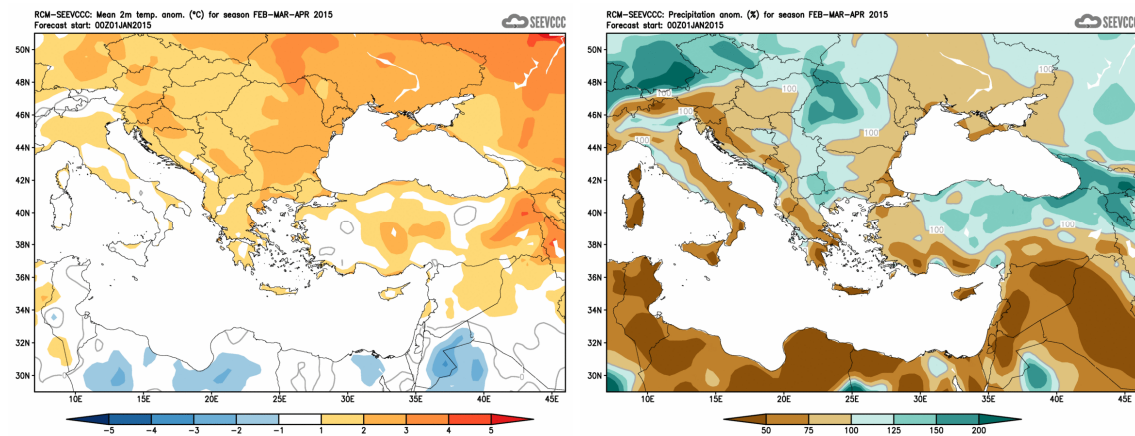 RCM-SEEVCCC: Mean 2m temp. anom. (°C) for season FEB-MAR-APR 2015
Forecast start: 00Z01JAN2015
SEEVCCC
50N
48N
46N
44N
42N
40N
38N
36N
34N
32N
30N
0
0
10E
15E
20E
25E
30E
35E
40E
45E
-5
-4
-3
-2
-1
1
2
3
4
5
RCM-SEEVCCC: Precipitation anom. (%) for season FEB-MAR-APR 2015
Forecast start: 00Z01JAN2015
SEEVCCC
50N
48N
46N
44N
42N
40N
38N
36N
34N
32N
30N
100
100
100
100
100
100
100
100
10E
15E
20E
25E
30E
35E
40E
45E
50
75
100
125
150
200